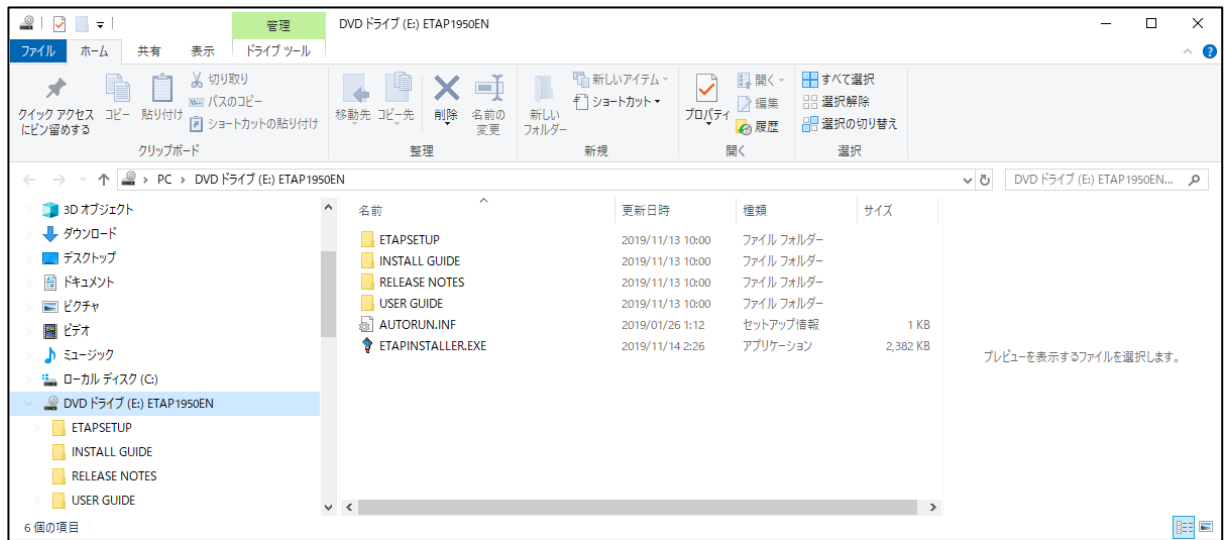 管理
DVD ドライブ (E:) ETAP1950EN
ファイル ホーム 共有 表示 ドライブ ツール
クイック アクセスにピン留めする
コピー
貼り付け
切り取り
パスのコピー
ショートカットの貼り付け
クリップボード
移動先 コピー先 削除 名前の変更
整理
新しいフォルダー
新しいアイテム
ショートカット
新規
プロパティ
開く
編集
履歴
開く
すべて選択
選択解除
選択の切り替え
選択
PC › DVD ドライブ (E:) ETAP1950EN
DVD ドライブ (E:) ETAP1950EN...
3D オブジェクト
ダウンロード
デスクトップ
ドキュメント
ピクチャ
ビデオ
ミュージック
ローカル ディスク (C:)
DVD ドライブ (E:) ETAP1950EN
ETAPSETUP
INSTALL GUIDE
RELEASE NOTES
USER GUIDE
名前 更新日時 種類 サイズ
ETAPSETUP 2019/11/13 10:00 ファイル フォルダー
INSTALL GUIDE 2019/11/13 10:00 ファイル フォルダー
RELEASE NOTES 2019/11/13 10:00 ファイル フォルダー
USER GUIDE 2019/11/13 10:00 ファイル フォルダー
AUTORUN.INF 2019/01/26 1:12 セットアップ情報 1 KB
ETAPINSTALLER.EXE 2019/11/14 2:26 アプリケーション 2,382 KB
プレビューを表示するファイルを選択します。
6 個の項目